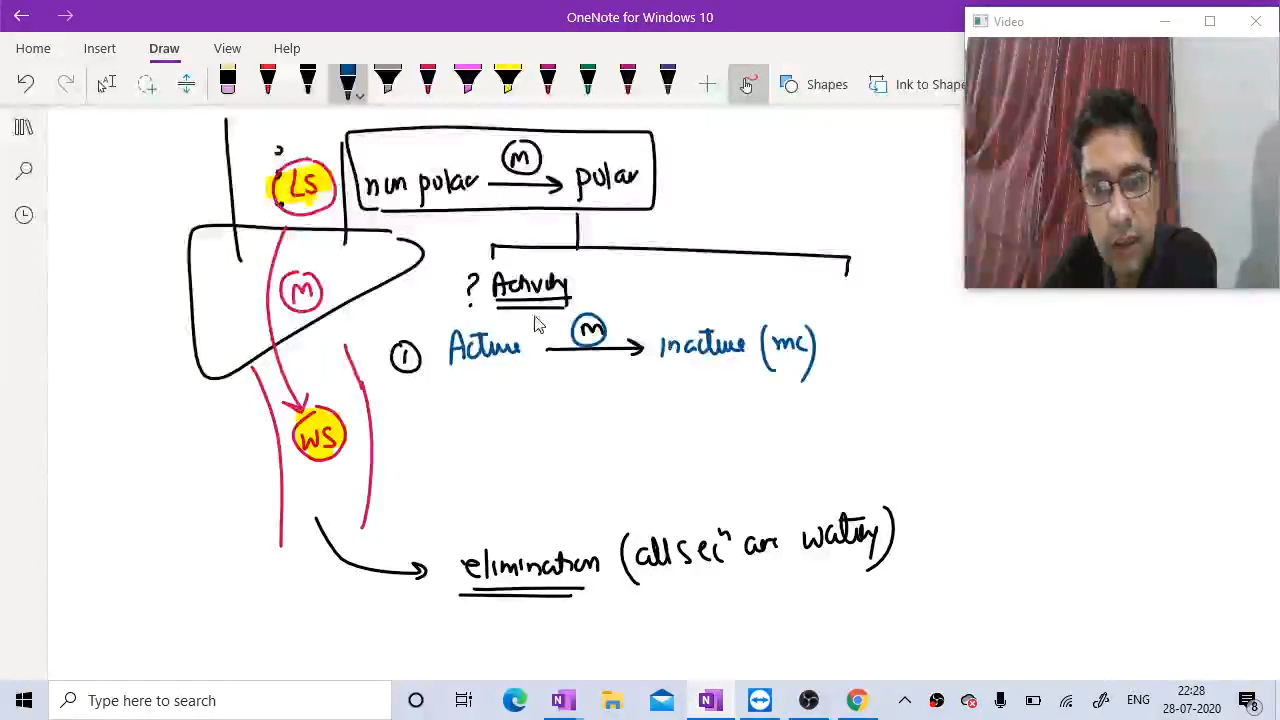 OneNote for Windows 10
Video
Home Insert Draw View Help
Shapes
Ink to Shape
LS
M
non polar → polar
M
? Activity
① Active →
m
Inactive (mc)
WS
elimination (all secⁿ are watery)
Type here to search
ENG
22:28
28-07-2020
8